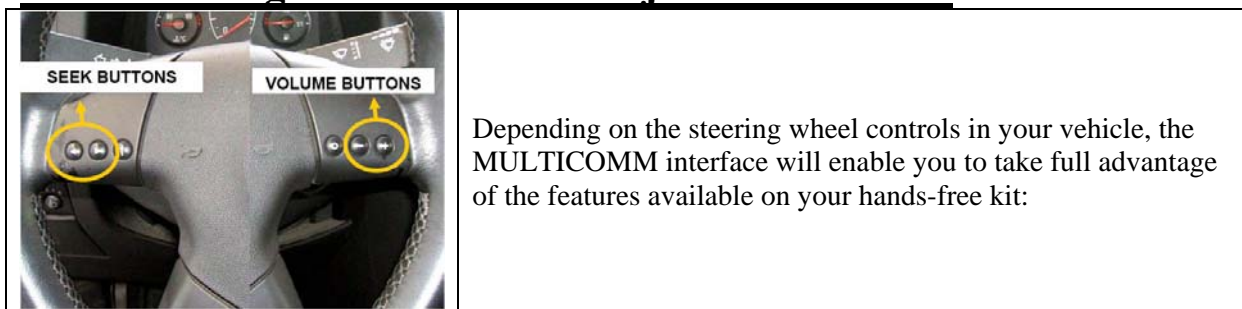 SEEK BUTTONS
VOLUME BUTTONS
Depending on the steering wheel controls in your vehicle, the
MULTICOMM interface will enable you to take full advantage
of the features available on your hands-free kit: